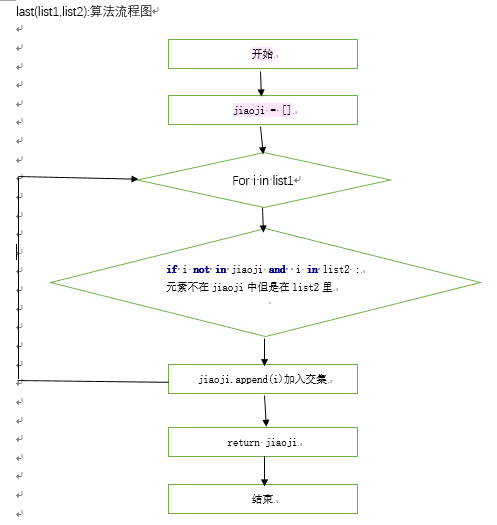 last(list1,list2):算法流程图
开始
jiaoji = []
For i in list1
if i not in jiaoji and i in list2 :
元素不在 jiaoji 中但是在 list2 里
jiaoji.append(i)加入交集
return jiaoji
结束